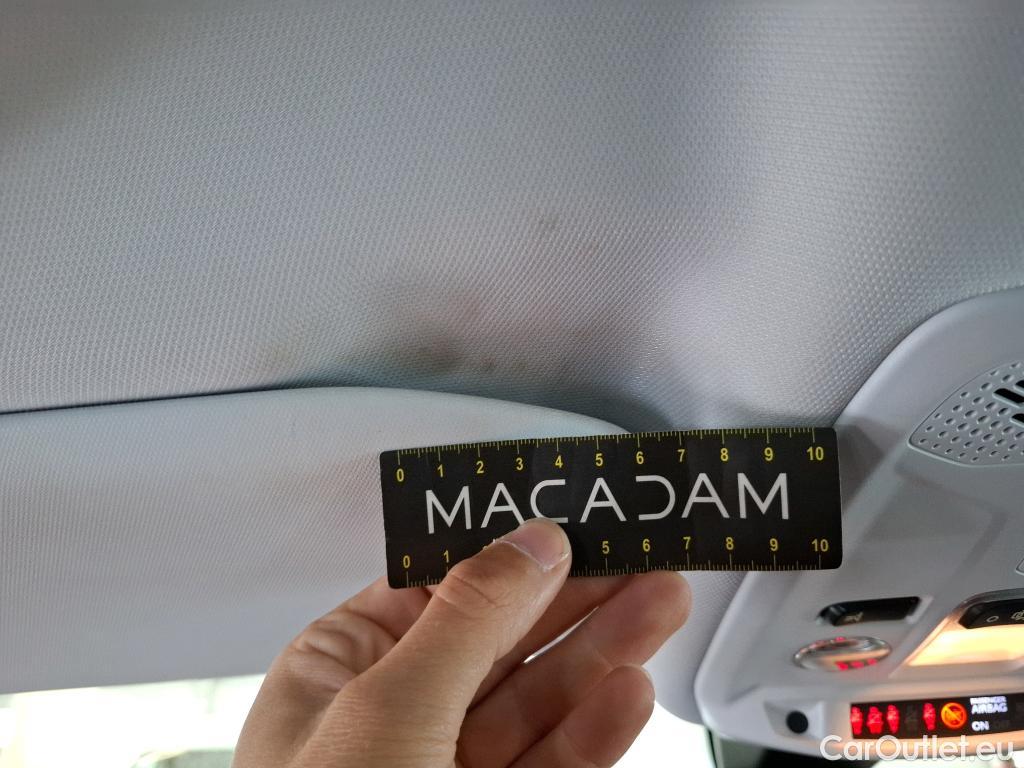 0 1 2 3 4 5 6 7 8 9 10
MACADAM
0 1 5 6 7 8 9 10
PASSENGER
AIRBAG
ON
CarOutlet.eu